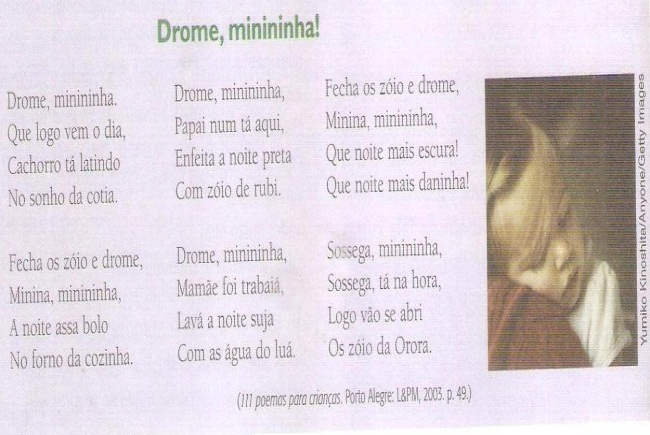 Drome, minininha!
Drome, minininha.
Que logo vem o dia,
Cachorro tá latindo
No sonho da cotia.
Fecha os zóio e drome,
Minina, minininha,
A noite assa bolo
No forno da cozinha.
Drome, minininha,
Papai num tá aqui,
Enfeita a noite preta
Com zóio de rubi.
Drome, minininha,
Mamãe foi trabaiá,
Lavá a noite suja
Com as água do luá.
Fecha os zóio e drome,
Minina, minininha,
Que noite mais escura!
Que noite mais daninha!
Sossega, minininha,
Sossega, tá na hora,
Logo vão se abri
Os zóio da Orora.
(111 poemas para crianças. Porto Alegre: L&PM, 2003. p. 49.)
Yumiko Kinoshita/Anyone/Getty Images